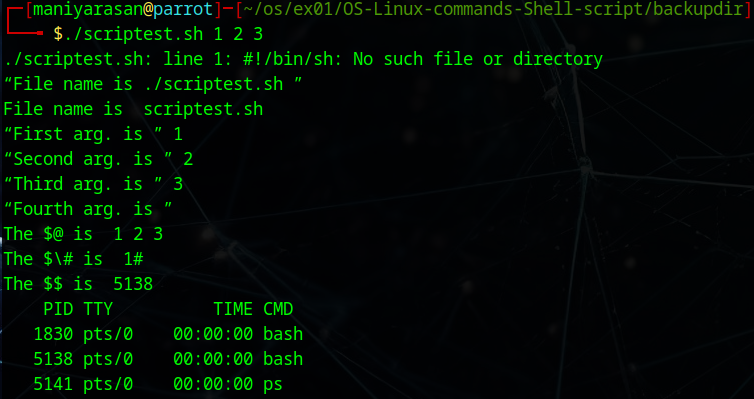 ┌─[maniyarasan@parrot]─[~/os/ex01/OS-Linux-commands-Shell-script/backupdir]
└──╼ $./scriptest.sh 1 2 3
./scriptest.sh: line 1: #!/bin/sh: No such file or directory
“File name is ./scriptest.sh ”
File name is  scriptest.sh
“First arg. is ” 1
“Second arg. is ” 2
“Third arg. is ” 3
“Fourth arg. is ”
The $@ is  1 2 3
The $\# is  1#
The $$ is  5138
    PID TTY          TIME CMD
   1830 pts/0    00:00:00 bash
   5138 pts/0    00:00:00 bash
   5141 pts/0    00:00:00 ps